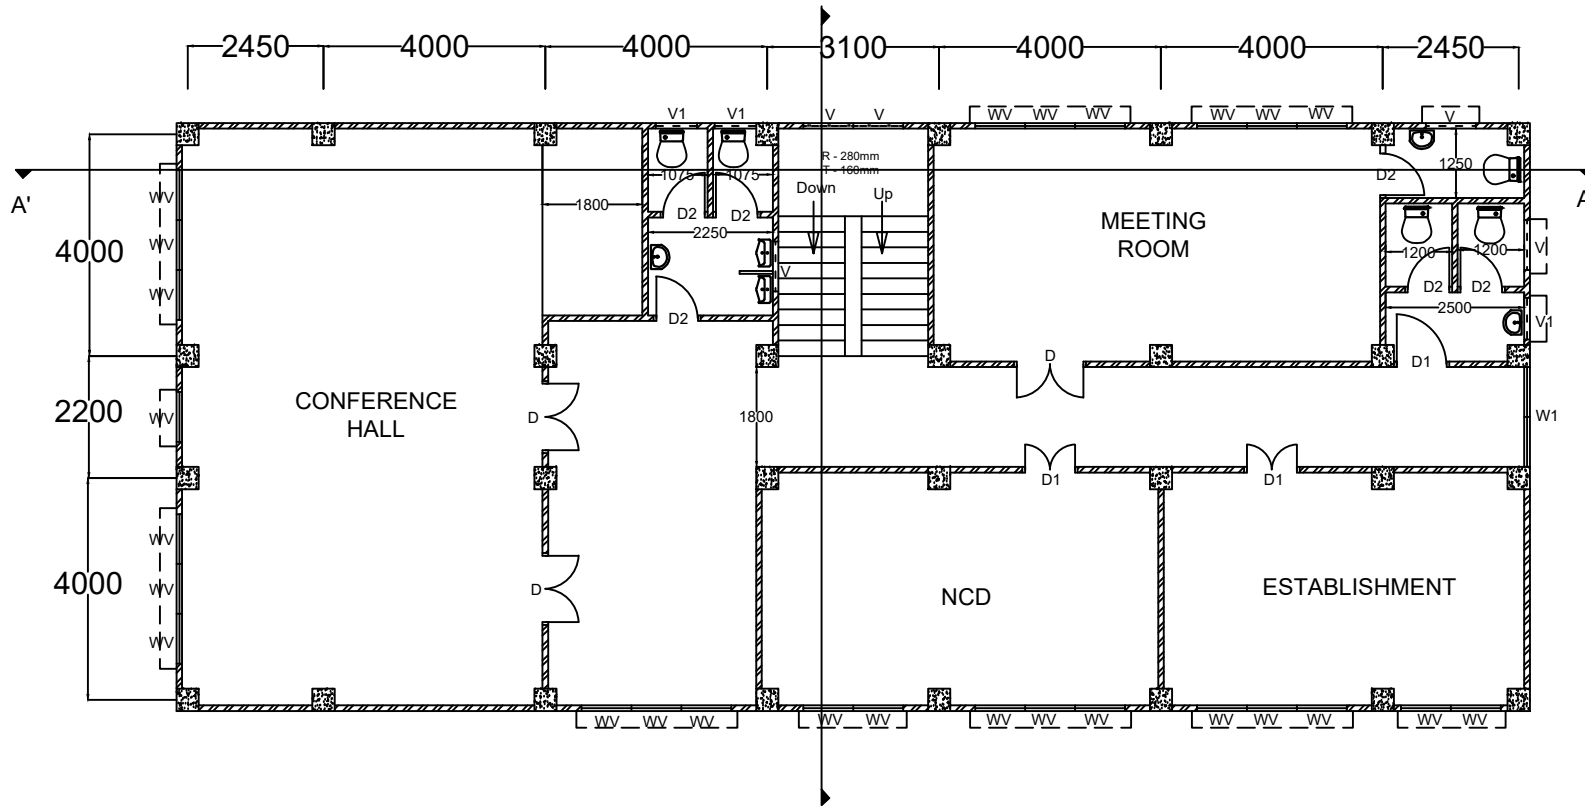 2450 4000 4000 3100 4000 4000 2450
V1 V1 V V WV WV WV WV WV WV V
R - 280mm
T - 160mm
1075 1075 1250
A' Down Up D2 A
WV 1800 D2 D2
MEETING
ROOM
2250
4000 WV V 1200 1200 V
WV D2 D2 D2
2500 V1
D D1
CONFERENCE
HALL
2200 WV D 1800 W1
D1 D1
WV
4000 WV D NCD ESTABLISHMENT
WV
WV WV WV WV WV WV WV WV WV WV WV WV WV